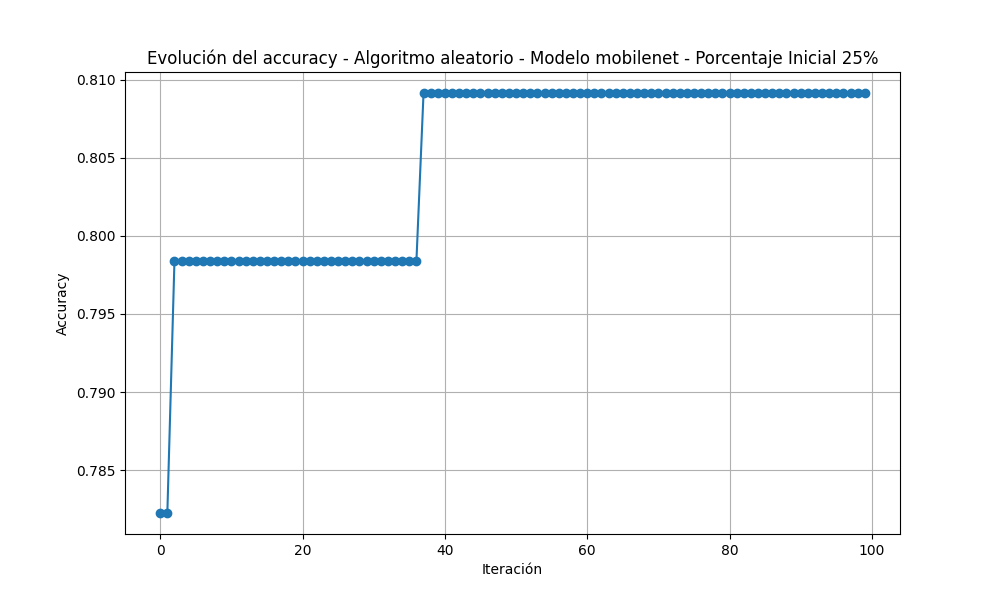 Evolución del accuracy - Algoritmo aleatorio - Modelo mobilenet - Porcentaje Inicial 25%
0.810
0.805
0.800
0.795
0.790
0.785
Accuracy
0 20 40 60 80 100
Iteración